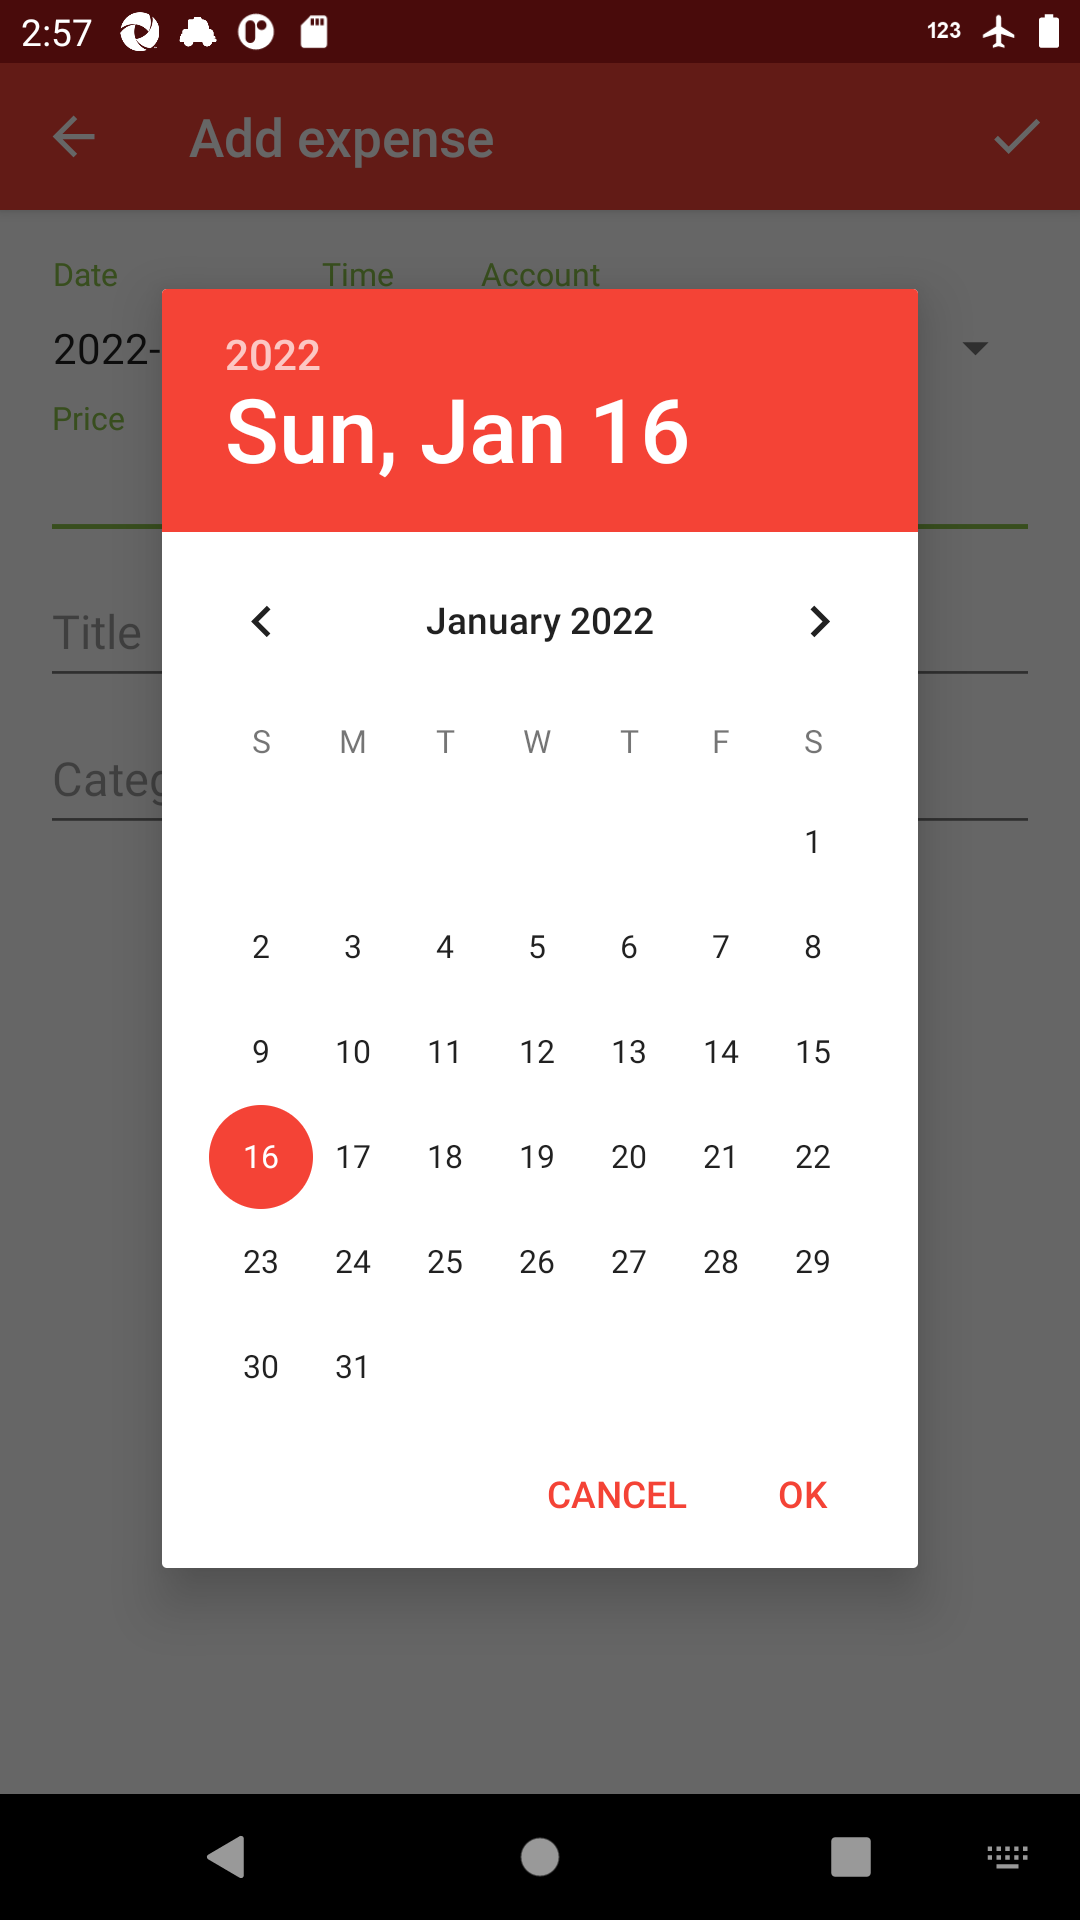 2:57
123
Add expense
Date Time Account
2022-
Price
Title
Categ
2022
Sun, Jan 16
January 2022
S M T W T F S
1
2 3 4 5 6 7 8
9 10 11 12 13 14 15
16 17 18 19 20 21 22
23 24 25 26 27 28 29
30 31
CANCEL OK